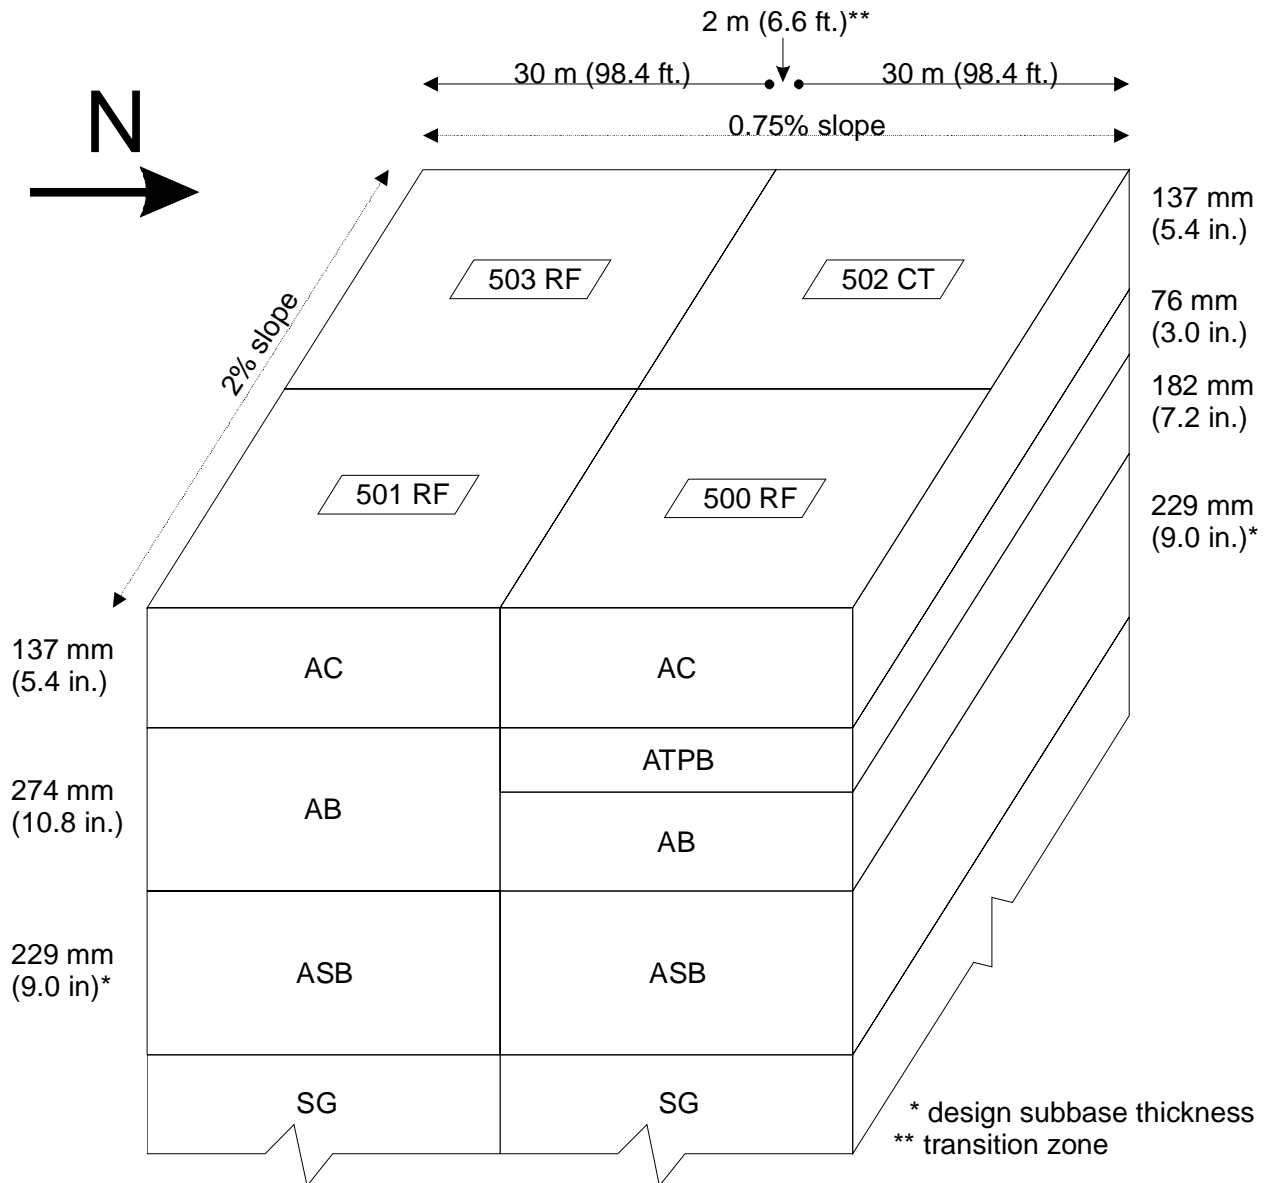 2 m (6.6 ft.)**
30 m (98.4 ft.)
30 m (98.4 ft.)
0.75% slope
N
2% slope
503 RF
502 CT
501 RF
500 RF
137 mm
(5.4 in.)
76 mm
(3.0 in.)
182 mm
(7.2 in.)
229 mm
(9.0 in.)*
137 mm
(5.4 in.)
AC
AC
274 mm
(10.8 in.)
AB
ATPB
AB
229 mm
(9.0 in)*
ASB
ASB
SG
SG
* design subbase thickness
** transition zone